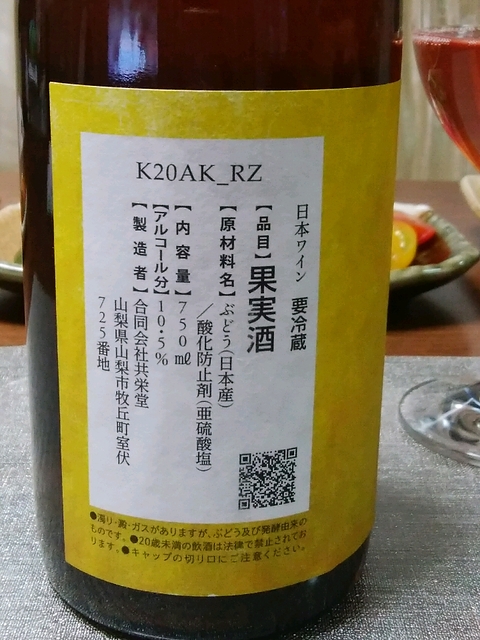 K20AK_RZ
日本ワイン 要冷蔵
【品目】果実酒
【原材料名】ぶどう(日本産)
／酸化防止剤(亜硫酸塩)
【内容量】750㎖
【アルコール分】10.5%
【製造者】合同会社共栄堂
山梨県山梨市牧丘町室伏
725番地
●濁り・澱・ガスがありますが、ぶどう及び発酵由来の
ものです。●20歳未満の飲酒は法律で禁止されてお
ります。●キャップの切り口にご注意ください。